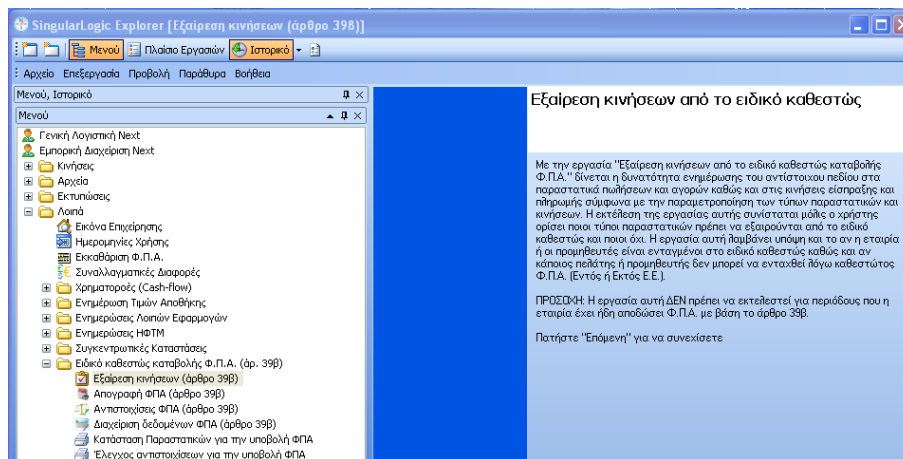 SingularLogic Explorer [Εξαίρεση κινήσεων (άρθρο 39β)]
Μενού Πλαίσιο Εργασιών Ιστορικό
Αρχείο Επεξεργασία Προβολή Παράθυρα Βοήθεια
Μενού, Ιστορικό
Μενού
Γενική Λογιστική Next
Εμπορική Διαχείριση Next
Κινήσεις
Αρχεία
Εκτυπώσεις
Λοιπά
Εικόνα Επιχείρησης
Ημερομηνίες Χρήσης
Εκκαθάριση Φ.Π.Α.
Συναλλαγματικές Διαφορές
Χρηματοροές (Cash-flow)
Ενημέρωση Τιμών Αποθήκης
Ενημερώσεις Λοιπών Εφαρμογών
Ενημερώσεις ΗΦΤΜ
Συγκεντρωτικές Καταστάσεις
Ειδικό καθεστώς καταβολής Φ.Π.Α. (άρ. 39β)
Εξαίρεση κινήσεων (άρθρο 39β)
Απογραφή ΦΠΑ (άρθρο 39β)
Αντιστοιχίσεις ΦΠΑ (άρθρο 39β)
Διαχείριση δεδομένων ΦΠΑ (άρθρο 39β)
Κατάσταση Παραστατικών για την υποβολή ΦΠΑ
Έλεγχος αντιστοιχίσεων για την υποβολή ΦΠΑ
Εξαίρεση κινήσεων από το ειδικό καθεστώς
Με την εργασία "Εξαίρεση κινήσεων από το ειδικό καθεστώς καταβολής
Φ.Π.Α." δίνεται η δυνατότητα ενημέρωσης του αντίστοιχου πεδίου στα
παραστατικά πωλήσεων και αγορών καθώς και στις κινήσεις είσπραξης και
πληρωμής σύμφωνα με την παραμετροποίηση των τύπων παραστατικών και
κινήσεων. Η εκτέλεση της εργασίας αυτής συνίσταται μόλις ο χρήστης
ορίσει ποιοι τύποι παραστατικών πρέπει να εξαιρούνται από το ειδικό
καθεστώς και ποιοι όχι. Η εργασία αυτή λαμβάνει υπόψη και το αν η εταιρία
ή οι προμηθευτές είναι ενταγμένοι στο ειδικό καθεστώς καθώς και αν
κάποιος πελάτης ή προμηθευτής δεν μπορεί να ενταχθεί λόγω καθεστώτος
Φ.Π.Α. (Εντός ή Εκτός Ε.Ε.).
ΠΡΟΣΟΧΗ: Η εργασία αυτή ΔΕΝ πρέπει να εκτελεστεί για περιόδους που η
εταιρία έχει ήδη αποδώσει Φ.Π.Α. με βάση το άρθρο 39β.
Πατήστε "Επόμενη" για να συνεχίσετε